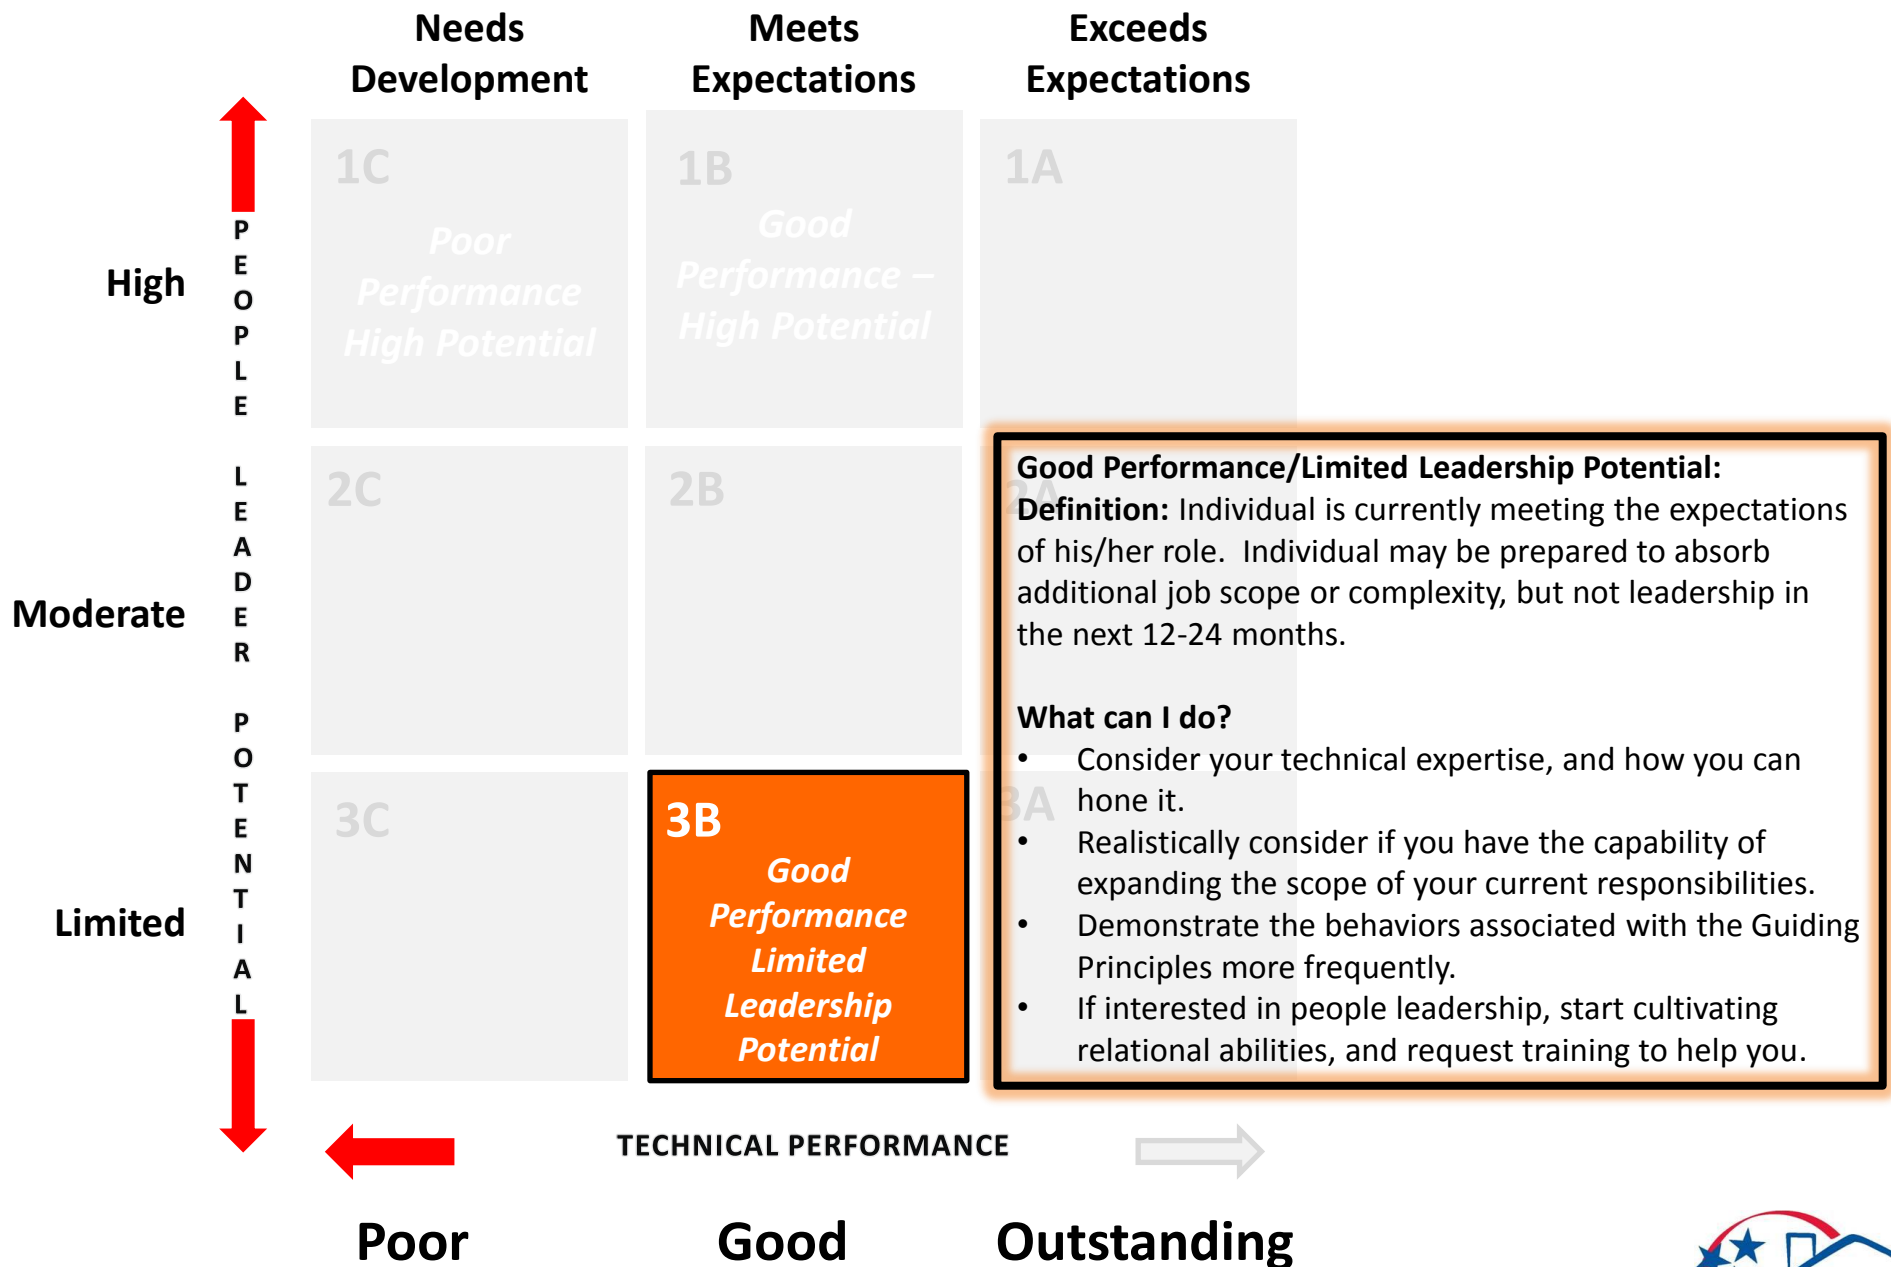 Needs
Development
Meets
Expectations
Exceeds
Expectations
High
Moderate
Limited
PEOPLE LEADER POTENTIAL
1C
Poor
Performance
High Potential
1B
Good
Performance –
High Potential
1A
2C
2B
2A
3C
3B
Good
Performance
Limited
Leadership
Potential
3A
Good Performance/Limited Leadership Potential:
Definition: Individual is currently meeting the expectations
of his/her role.  Individual may be prepared to absorb
additional job scope or complexity, but not leadership in
the next 12-24 months.
What can I do?
• Consider your technical expertise, and how you can
hone it.
• Realistically consider if you have the capability of
expanding the scope of your current responsibilities.
• Demonstrate the behaviors associated with the Guiding
Principles more frequently.
• If interested in people leadership, start cultivating
relational abilities, and request training to help you.
TECHNICAL PERFORMANCE
Poor
Good
Outstanding